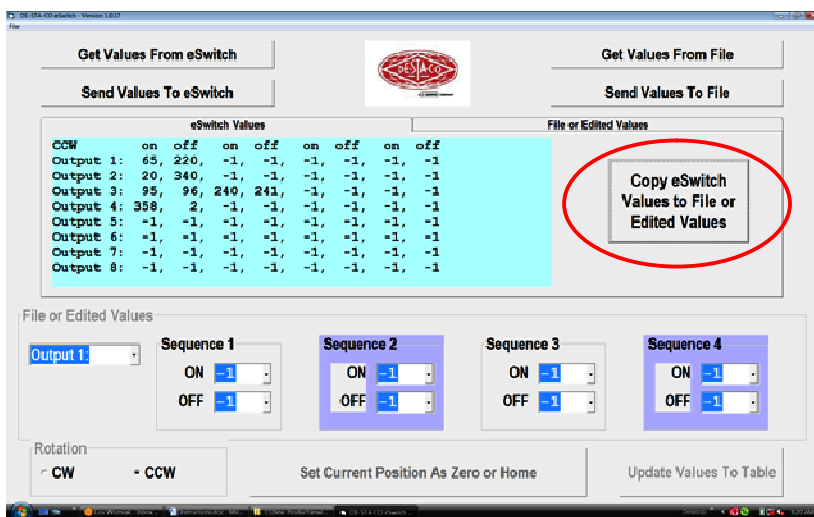 DE-STA-CO eSwitch - Version 1.0.17
File
Get Values From eSwitch
Get Values From File
DE-STA-CO
Send Values To eSwitch
Send Values To File
eSwitch Values
File or Edited Values
CCW on off on off on off on off
Output 1: 65, 220, -1, -1, -1, -1, -1, -1
Output 2: 20, 340, -1, -1, -1, -1, -1, -1
Output 3: 95, 96, 240, 241, -1, -1, -1, -1
Output 4: 358, 2, -1, -1, -1, -1, -1, -1
Output 5: -1, -1, -1, -1, -1, -1, -1, -1
Output 6: -1, -1, -1, -1, -1, -1, -1, -1
Output 7: -1, -1, -1, -1, -1, -1, -1, -1
Output 8: -1, -1, -1, -1, -1, -1, -1, -1
Copy eSwitch
Values to File or
Edited Values
File or Edited Values
Output 1:
Sequence 1
ON -1
OFF -1
Sequence 2
ON -1
OFF -1
Sequence 3
ON -1
OFF -1
Sequence 4
ON -1
OFF -1
Rotation
CW
CCW
Set Current Position As Zero or Home
Update Values To Table
Desktop